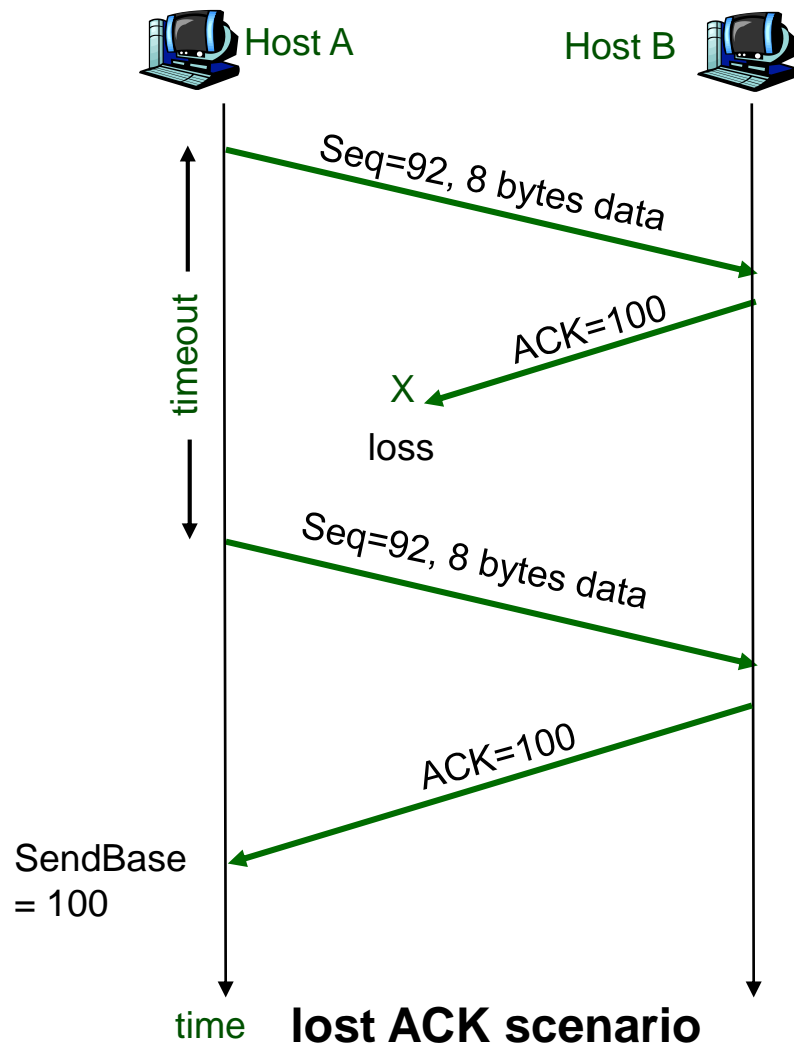 Host A
Host B
Seq=92, 8 bytes data
timeout
ACK=100
X
loss
Seq=92, 8 bytes data
ACK=100
SendBase
= 100
time
lost ACK scenario